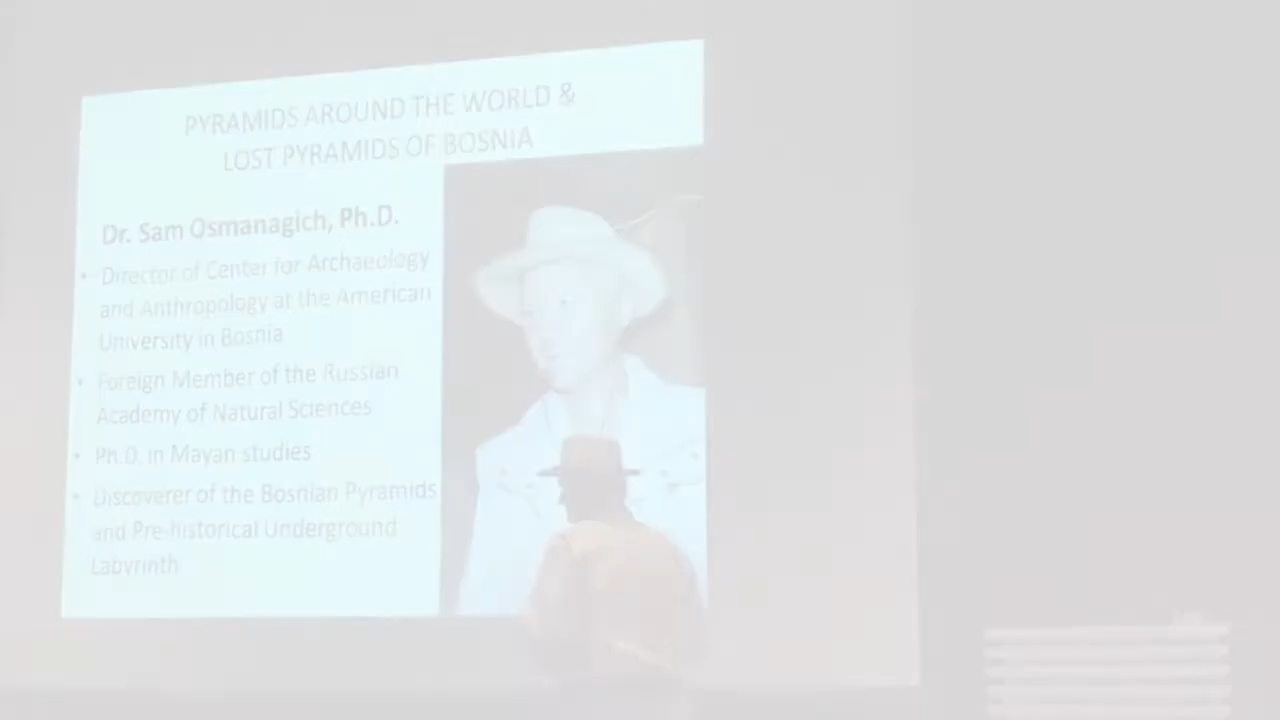 PYRAMIDS AROUND THE WORLD &
LOST PYRAMIDS OF BOSNIA
Dr. Sam Osmanagich, Ph.D.
• Director of Center for Archaeology
and Anthropology at the American
University in Bosnia
• Foreign Member of the Russian
Academy of Natural Sciences
• Ph.D. in Mayan studies
• Discoverer of the Bosnian Pyramids
and Pre-historical Underground
Labyrinth